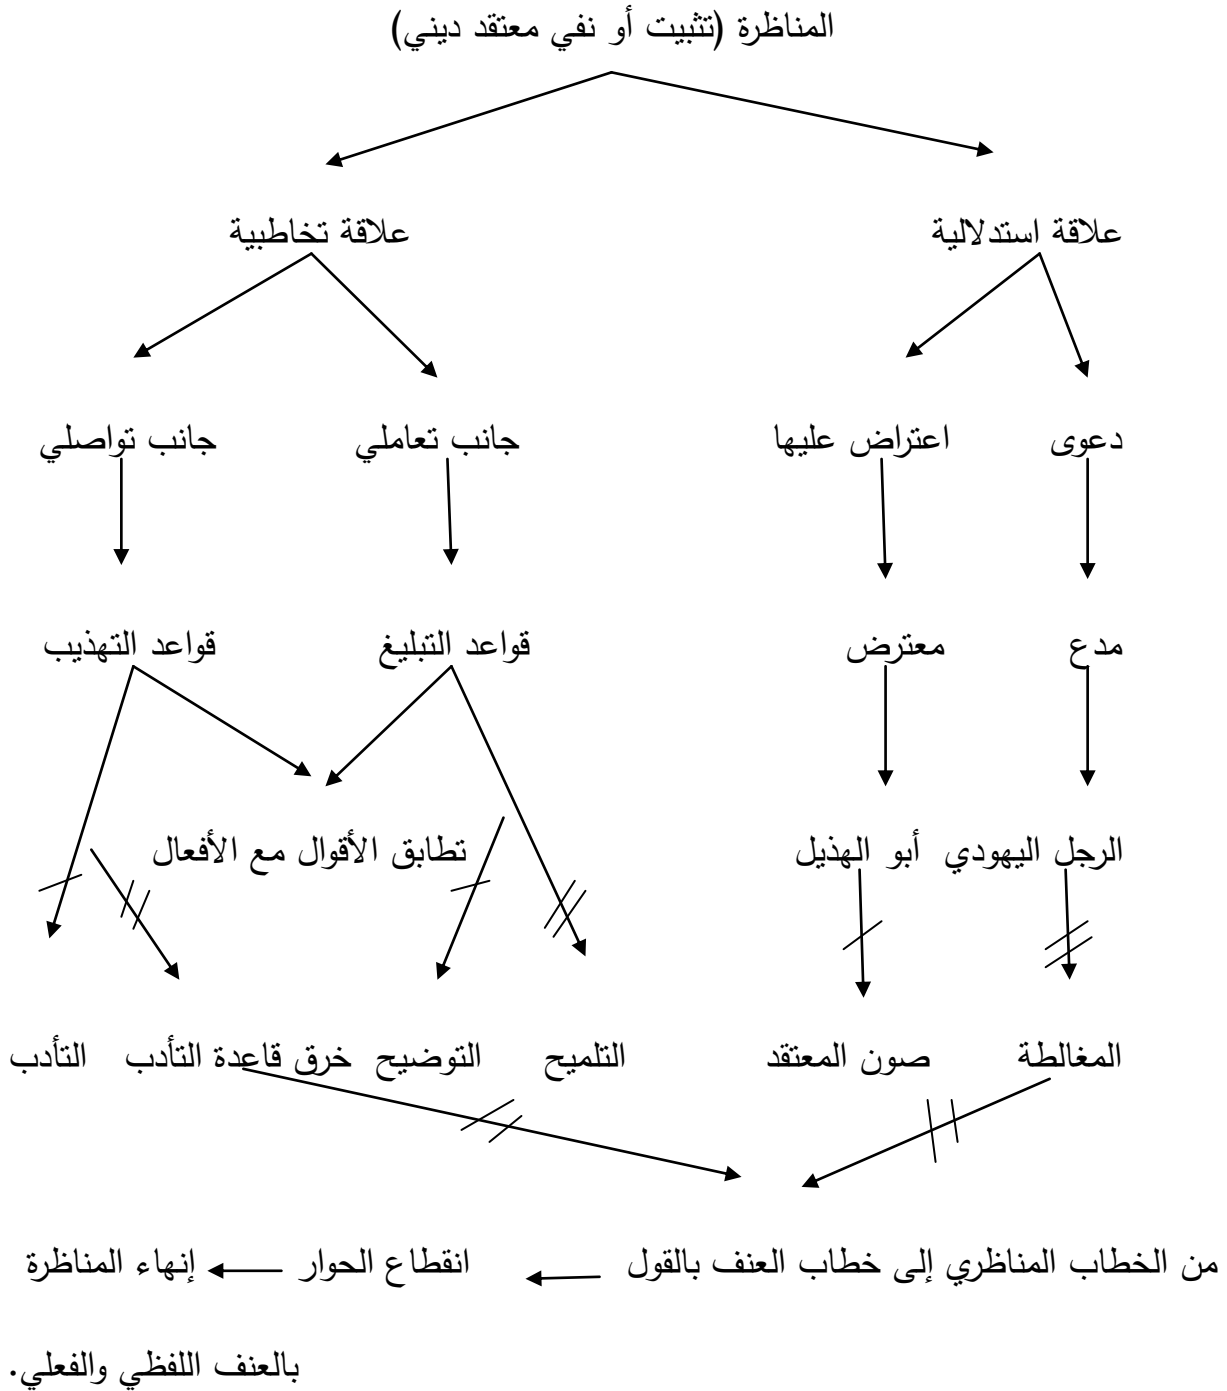 المناظرة (تثبيت أو نفي معتقد ديني)
علاقة استدلالية علاقة تخاطبية
دعوى اعتراض عليها جانب تعاملي جانب تواصلي
مدع معترض قواعد التبليغ قواعد التهذيب
الرجل اليهودي أبو الهذيل تطابق الأقوال مع الأفعال
المغالطة صون المعتقد التلميح التوضيح خرق قاعدة التأدب التأدب
من الخطاب المناظري إلى خطاب العنف بالقول انقطاع الحوار إنهاء المناظرة
بالعنف اللفظي والفعلي.